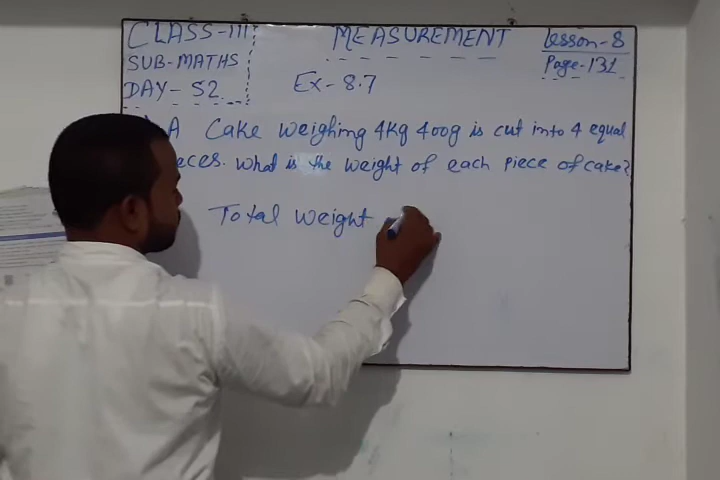 CLASS-III
MEASUREMENT
Lesson-8
SUB-MATHS
Page-131
DAY-52
Ex-8.7
A Cake weighing 4Kg 400g is cut into 4 equal
eces. What is the weight of each piece of cake?
Total weight